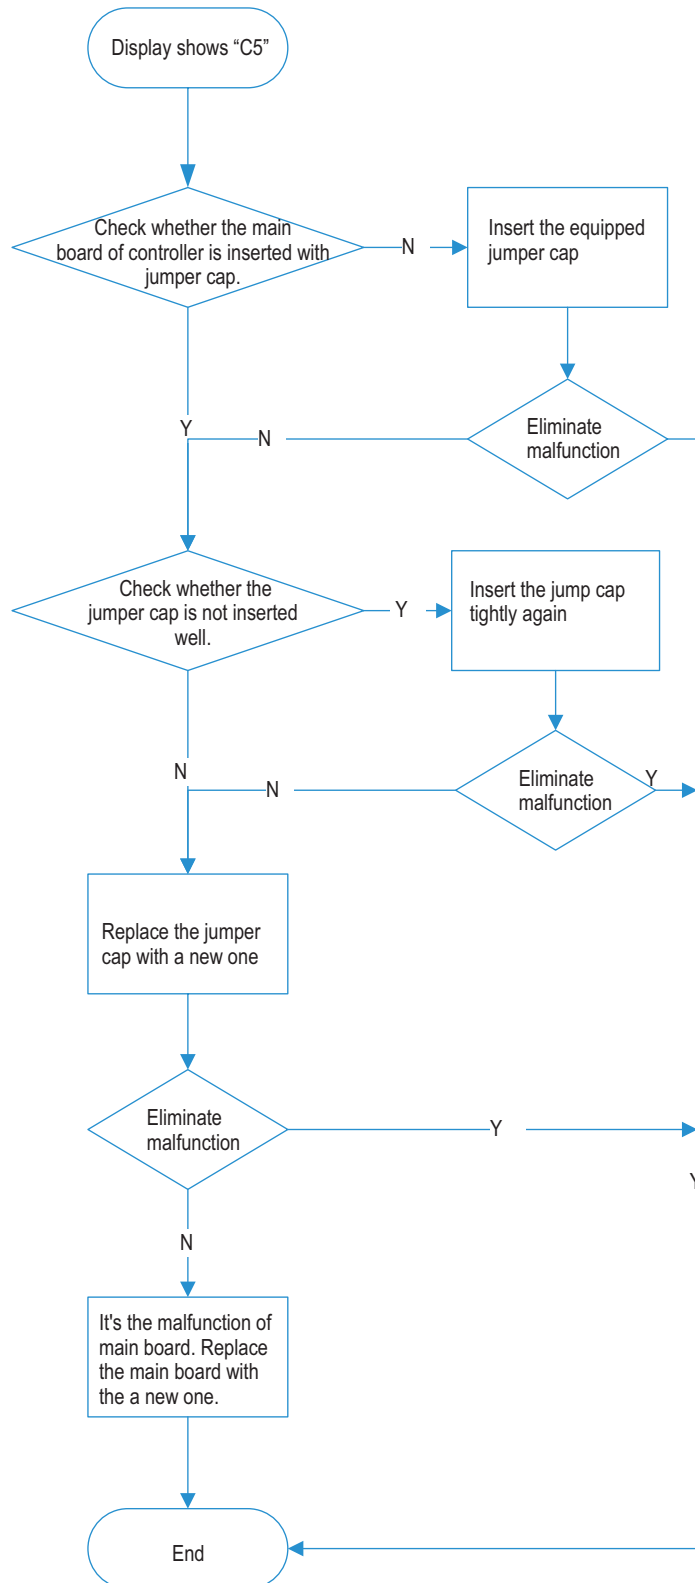 Display shows “C5”
Check whether the main
board of controller is inserted with
jumper cap.
N
Insert the equipped
jumper cap
Y
N
Eliminate
malfunction
Check whether the
jumper cap is not inserted
well.
Y
Insert the jump cap
tightly again
N
N
Eliminate
malfunction
Y
Replace the jumper
cap with a new one
Eliminate
malfunction
Y
Y
N
It's the malfunction of
main board. Replace
the main board with
the a new one.
End